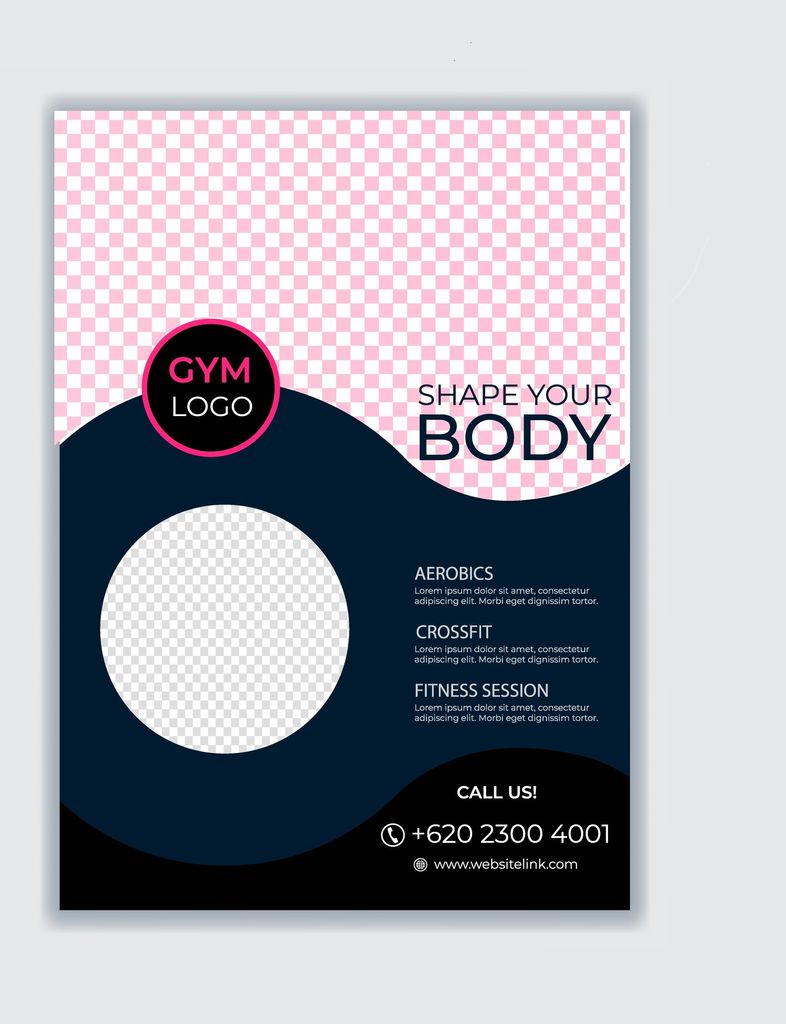 GYM
LOGO
SHAPE YOUR
BODY
AEROBICS
Lorem ipsum dolor sit amet, consectetur
adipiscing elit. Morbi eget dignissim tortor.
CROSSFIT
Lorem ipsum dolor sit amet, consectetur
adipiscing elit. Morbi eget dignissim tortor.
FITNESS SESSION
Lorem ipsum dolor sit amet, consectetur
adipiscing elit. Morbi eget dignissim tortor.
CALL US!
+620 2300 4001
www.websitelink.com